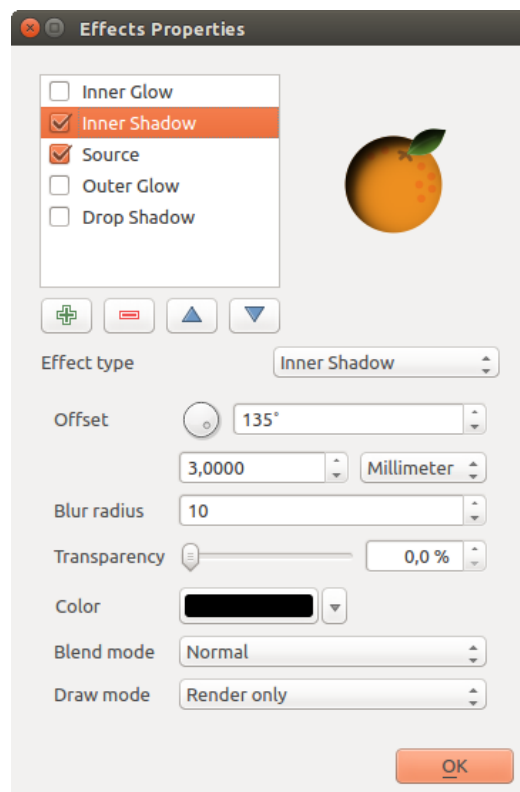 Effects Properties
Inner Glow
Inner Shadow
Source
Outer Glow
Drop Shadow
Effect type Inner Shadow
Offset 135°
3,0000 Millimeter
Blur radius 10
Transparency 0,0 %
Color
Blend mode Normal
Draw mode Render only
OK